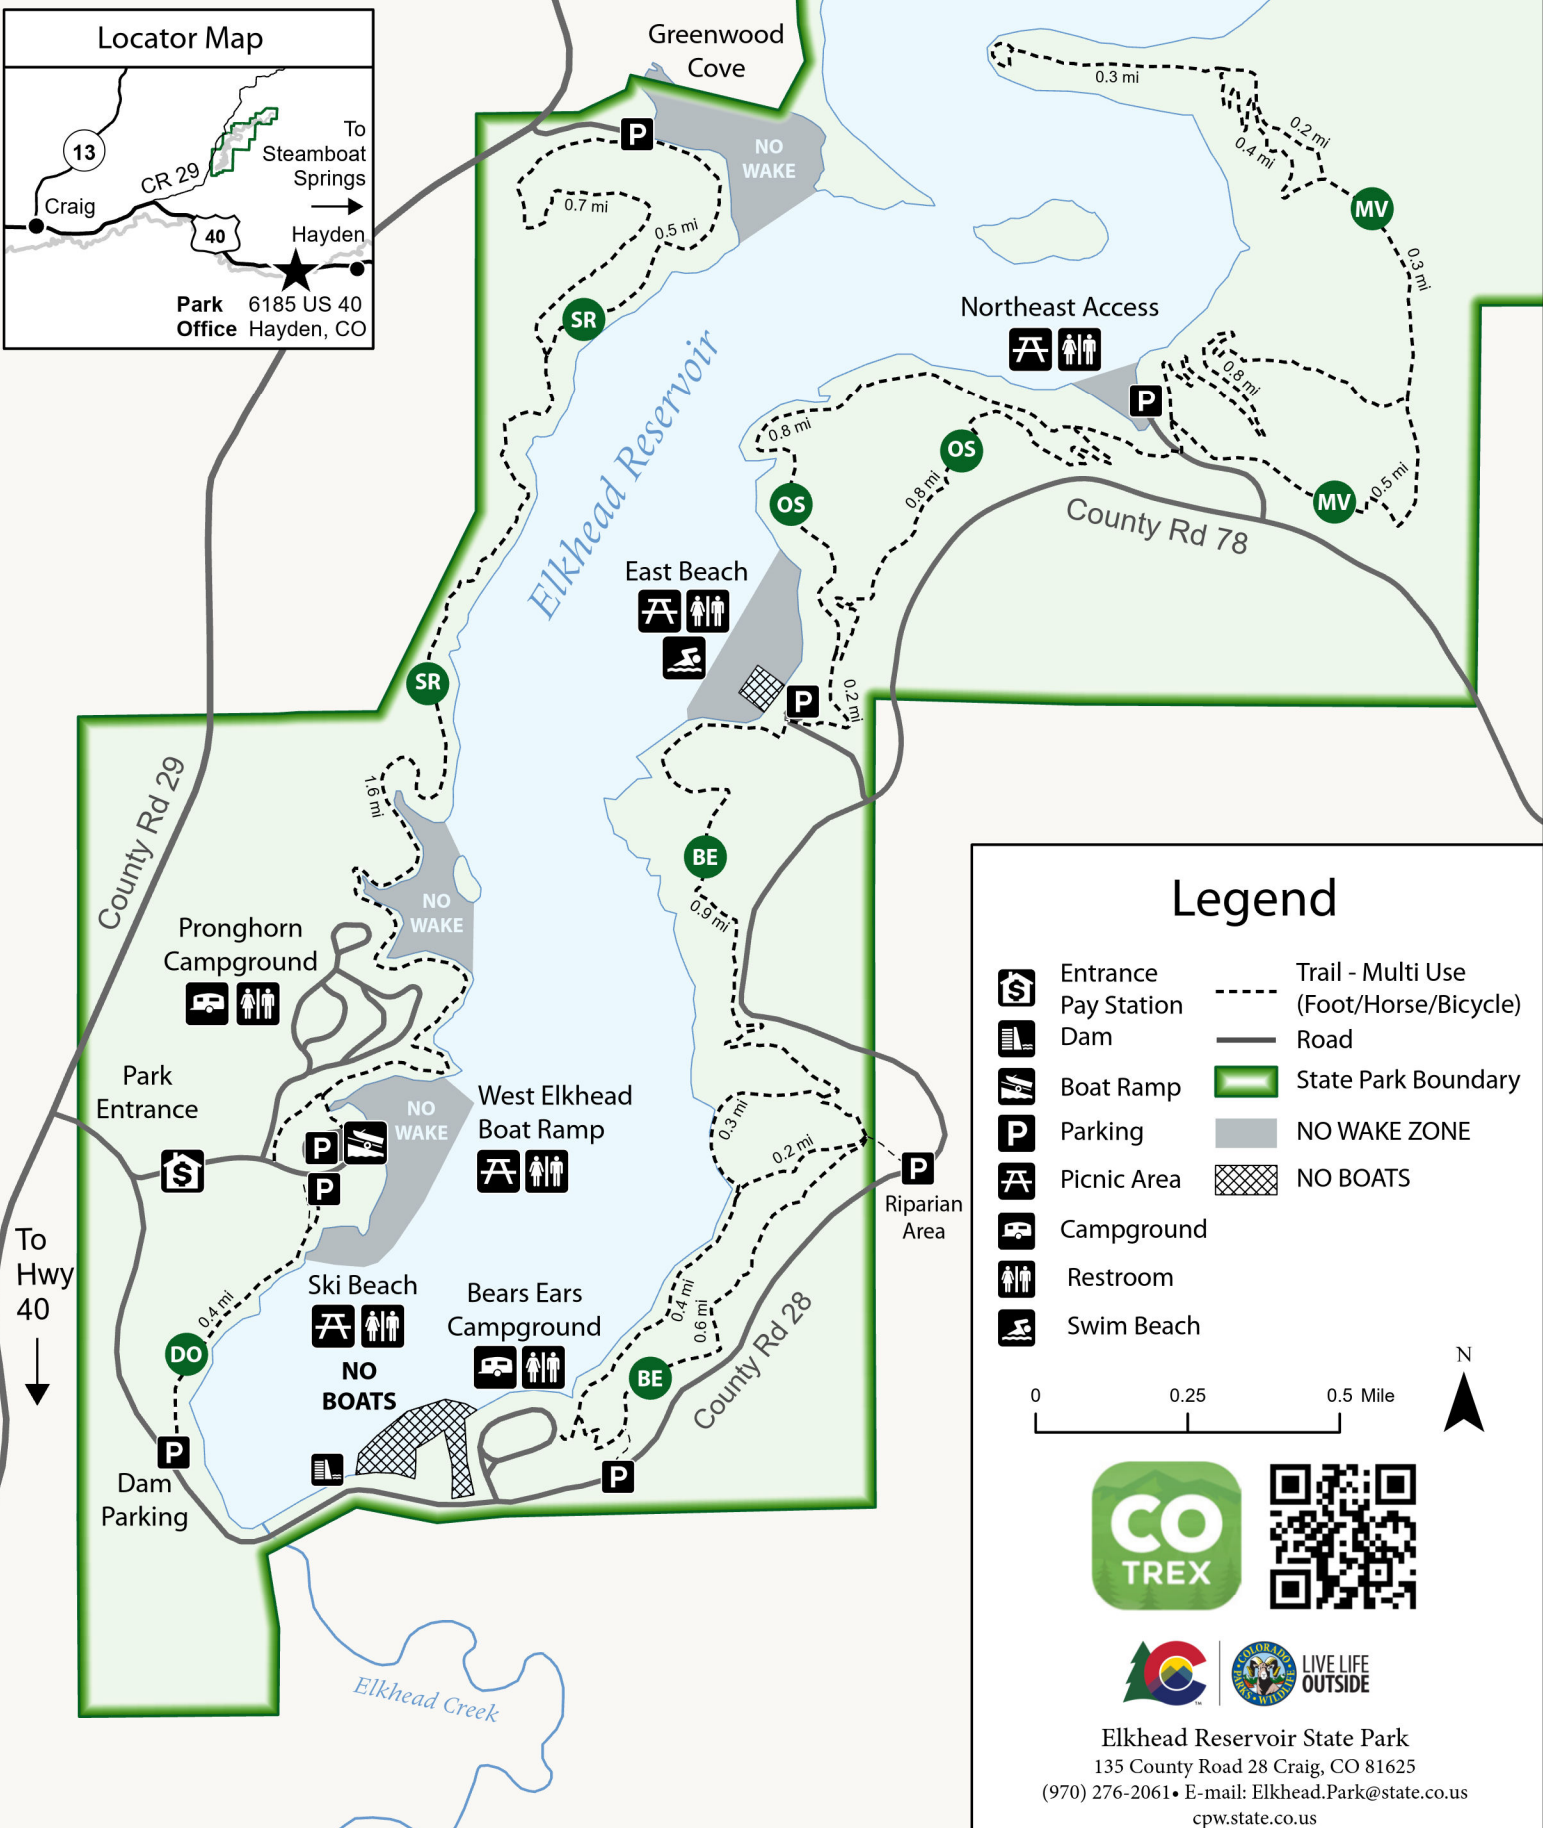 Locator Map
13
CR 29
To
Steamboat
Springs
Craig
40
Hayden
Park 6185 US 40
Office Hayden, CO
Greenwood
Cove
P
NO
WAKE
0.7 mi
0.5 mi
SR
0.3 mi
0.2 mi
0.4 mi
MV
0.3 mi
Northeast Access
P
0.8 mi
Elkhead Reservoir
0.8 mi
OS
OS
0.8 mi
MV
0.5 mi
County Rd 78
East Beach
P
0.2 mi
SR
County Rd 29
1.6 mi
BE
0.9 mi
NO
WAKE
Pronghorn
Campground
Park
Entrance
$
NO
WAKE
P
P
West Elkhead
Boat Ramp
0.3 mi
0.2 mi
P
Riparian
Area
To
Hwy
40
0.4 mi
DO
Ski Beach
NO
BOATS
Bears Ears
Campground
0.4 mi
0.6 mi
BE
County Rd 28
P
Dam
Parking
P
Elkhead Creek
Legend
$ Entrance
Pay Station
Dam
Boat Ramp
P Parking
Picnic Area
Campground
Restroom
Swim Beach
Trail - Multi Use
(Foot/Horse/Bicycle)
Road
State Park Boundary
NO WAKE ZONE
NO BOATS
0 0.25 0.5 Mile
N
CO
TREX
C
TM
COLORADO
PARKS • WILDLIFE
LIVE LIFE
OUTSIDE
Elkhead Reservoir State Park
135 County Road 28 Craig, CO 81625
(970) 276-2061• E-mail: Elkhead.Park@state.co.us
cpw.state.co.us